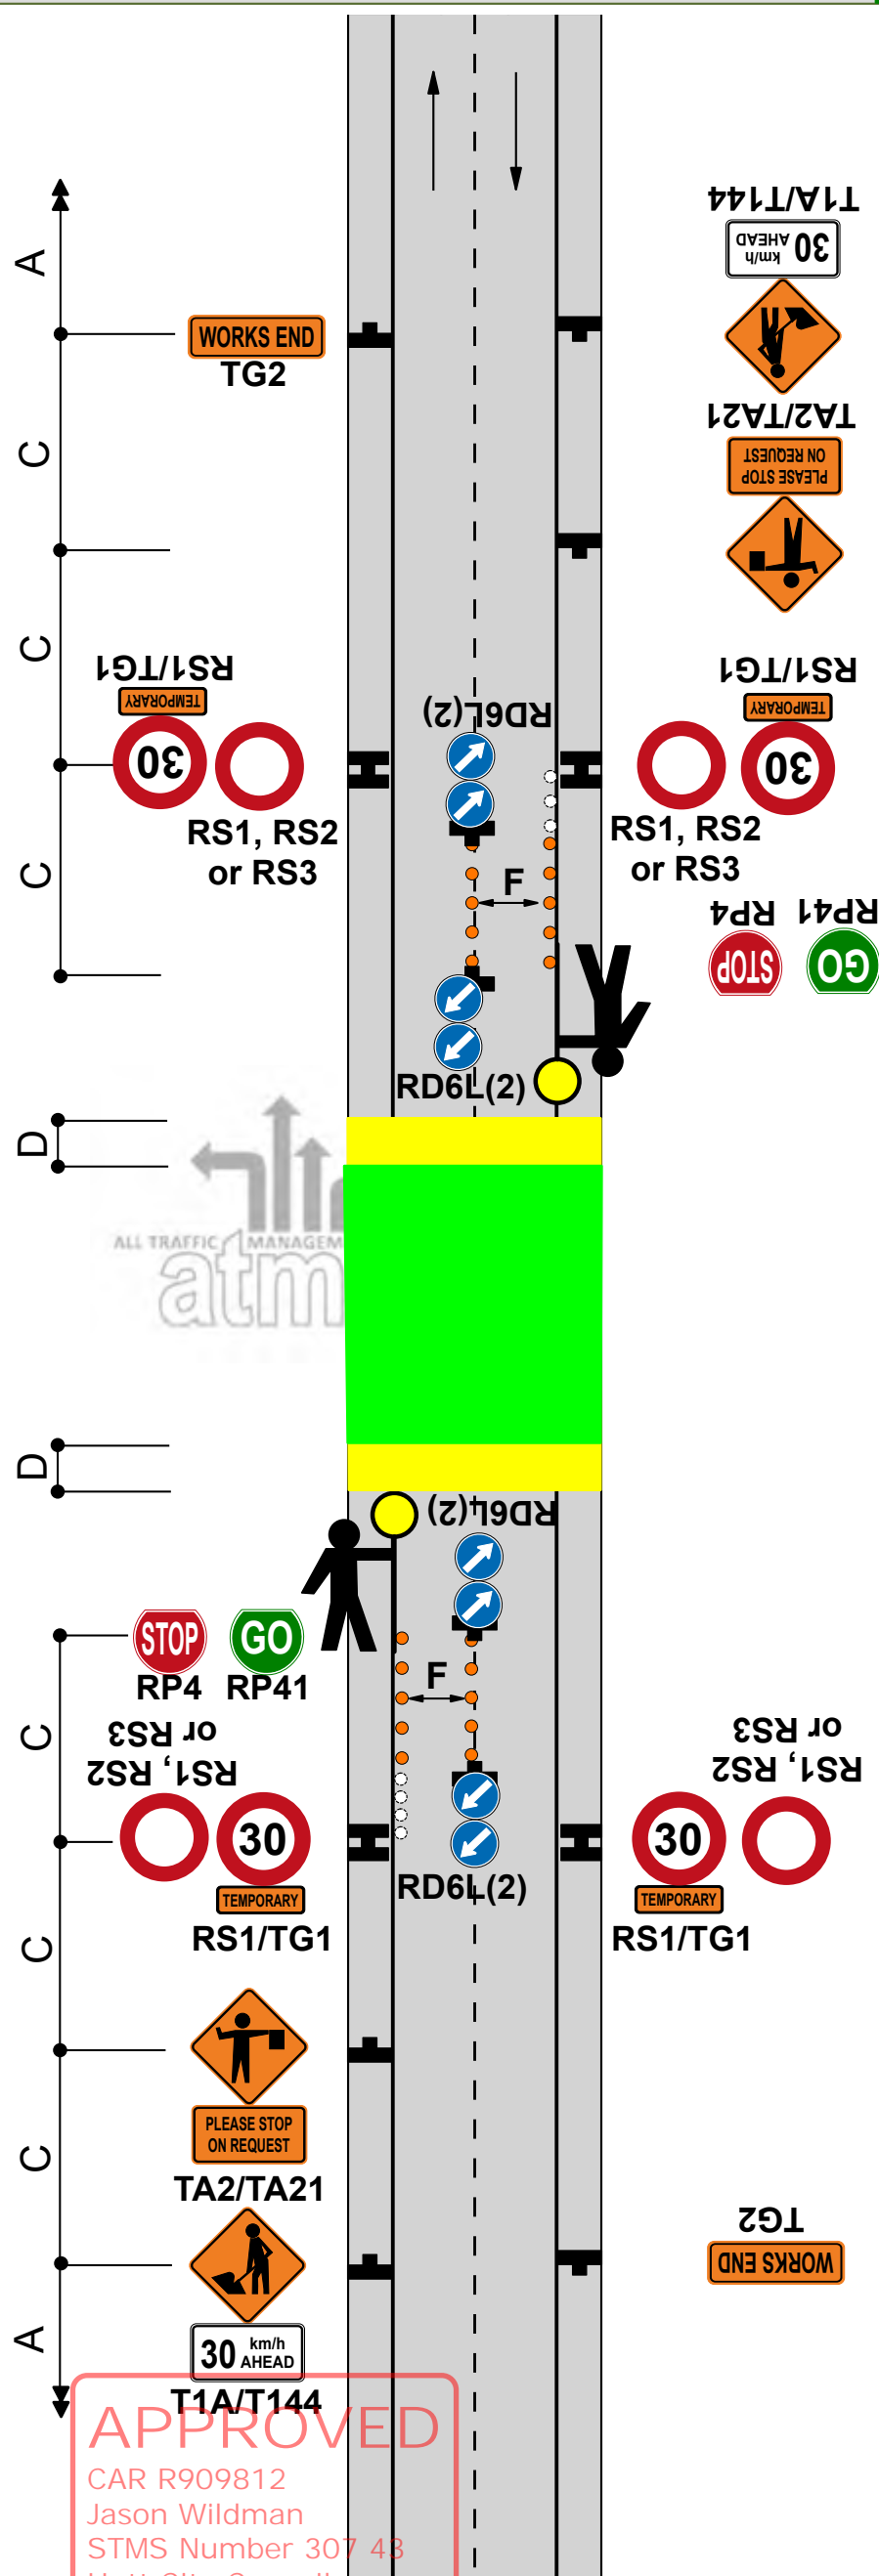 T1A/T144
30 km/h AHEAD
A
WORKS END
TG2
TA2/TA21
C
PLEASE STOP
ON REQUEST
C
RS1/TG1
TEMPORARY
30
RS1, RS2
or RS3
RD6L(2)
RS1/TG1
TEMPORARY
30
RS1, RS2
or RS3
C
F
RP4
RP41
STOP
GO
RD6L(2)
D
ALL TRAFFIC MANAGEM
atm
D
RD6L(2)
STOP
GO
RP4
RP41
F
C
RS1, RS2
or RS3
30
TEMPORARY
RS1/TG1
RD6L(2)
RS1, RS2
or RS3
30
TEMPORARY
RS1/TG1
C
PLEASE STOP
ON REQUEST
TA2/TA21
C
TG2
WORKS END
A
30 km/h AHEAD
T1A/T144
APPROVED
CAR R909812
Jason Wildman
STMS Number 307 43